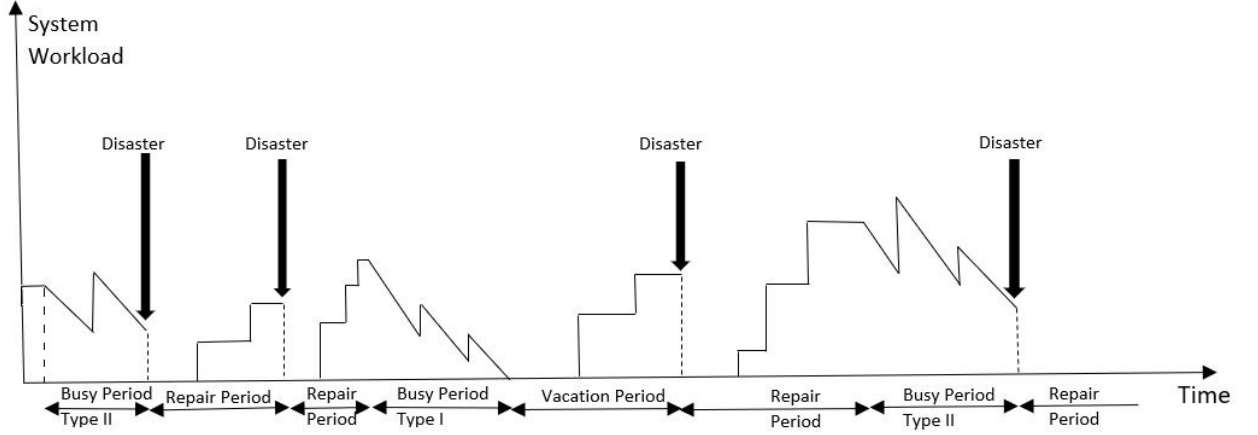 System
Workload
Disaster
Disaster
Disaster
Disaster
Busy Period
Type II
Repair Period
Repair
Period
Busy Period
Type I
Vacation Period
Repair
Period
Busy Period
Type II
Repair
Period
Time